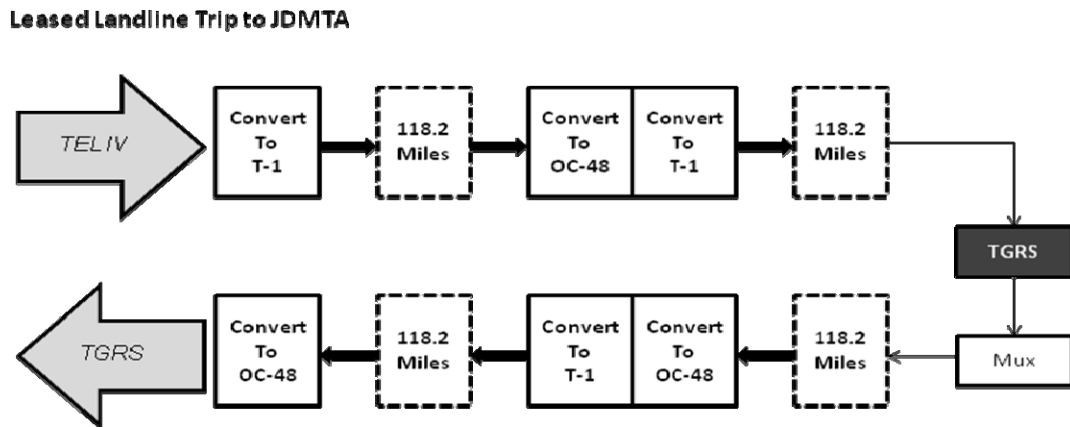 Leased Landline Trip to JDMTA
TELIV
Convert
To
T-1
118.2
Miles
Convert
To
OC-48
Convert
To
T-1
118.2
Miles
TGRS
Mux
118.2
Miles
Convert
To
OC-48
Convert
To
T-1
118.2
Miles
Convert
To
OC-48
TGRS